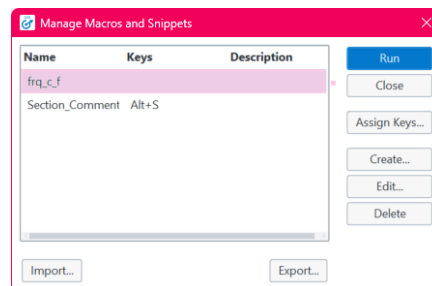 Manage Macros and Snippets
Name Keys Description
frq_c_f
Section_Comment Alt+S
Run
Close
Assign Keys...
Create...
Edit...
Delete
Import... Export...